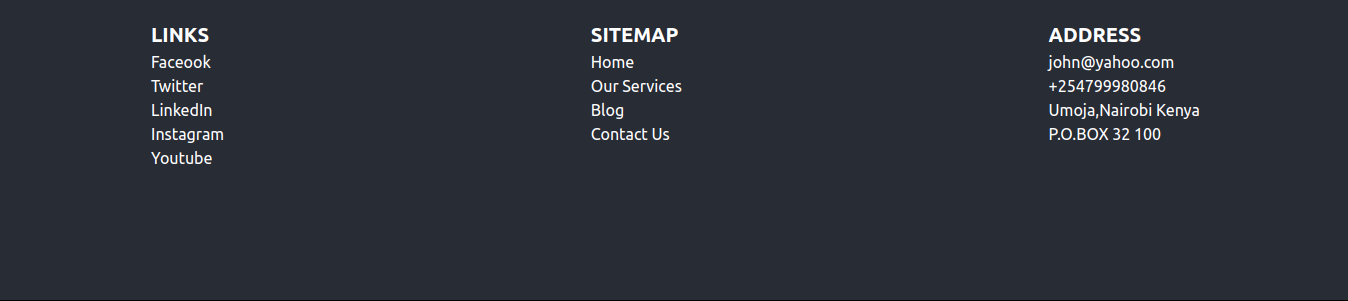 LINKS
Faceook
Twitter
LinkedIn
Instagram
Youtube
SITEMAP
Home
Our Services
Blog
Contact Us
ADDRESS
john@yahoo.com
+254799980846
Umoja,Nairobi Kenya
P.O.BOX 32 100